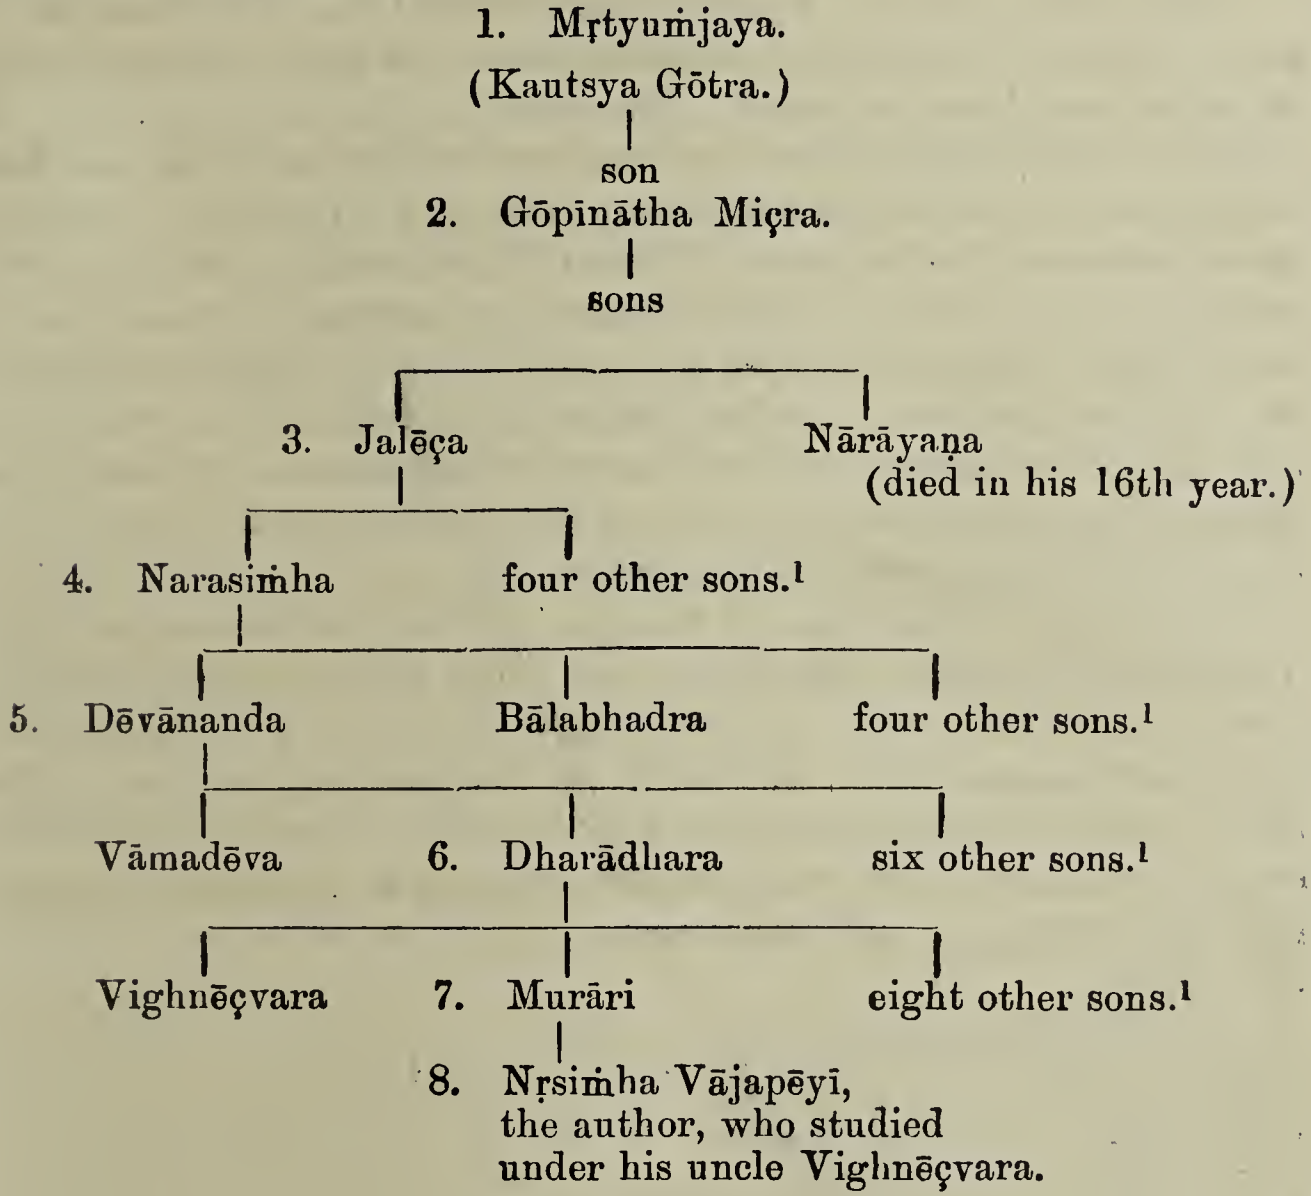 1. Mṛtyuṁjaya.
(Kautsya Gōtra.)
son
2. Gōpīnātha Miçra.
sons
3. Jalēça Nārāyaṇa
(died in his 16th year.)
4. Narasiṁha four other sons.¹
5. Dēvānanda Bālabhadra four other sons.¹
Vāmadēva 6. Dharādhara six other sons.¹
Vighnēçvara 7. Murāri eight other sons.¹
8. Nṛsiṁha Vājapēyī,
the author, who studied
under his uncle Vighnēçvara.